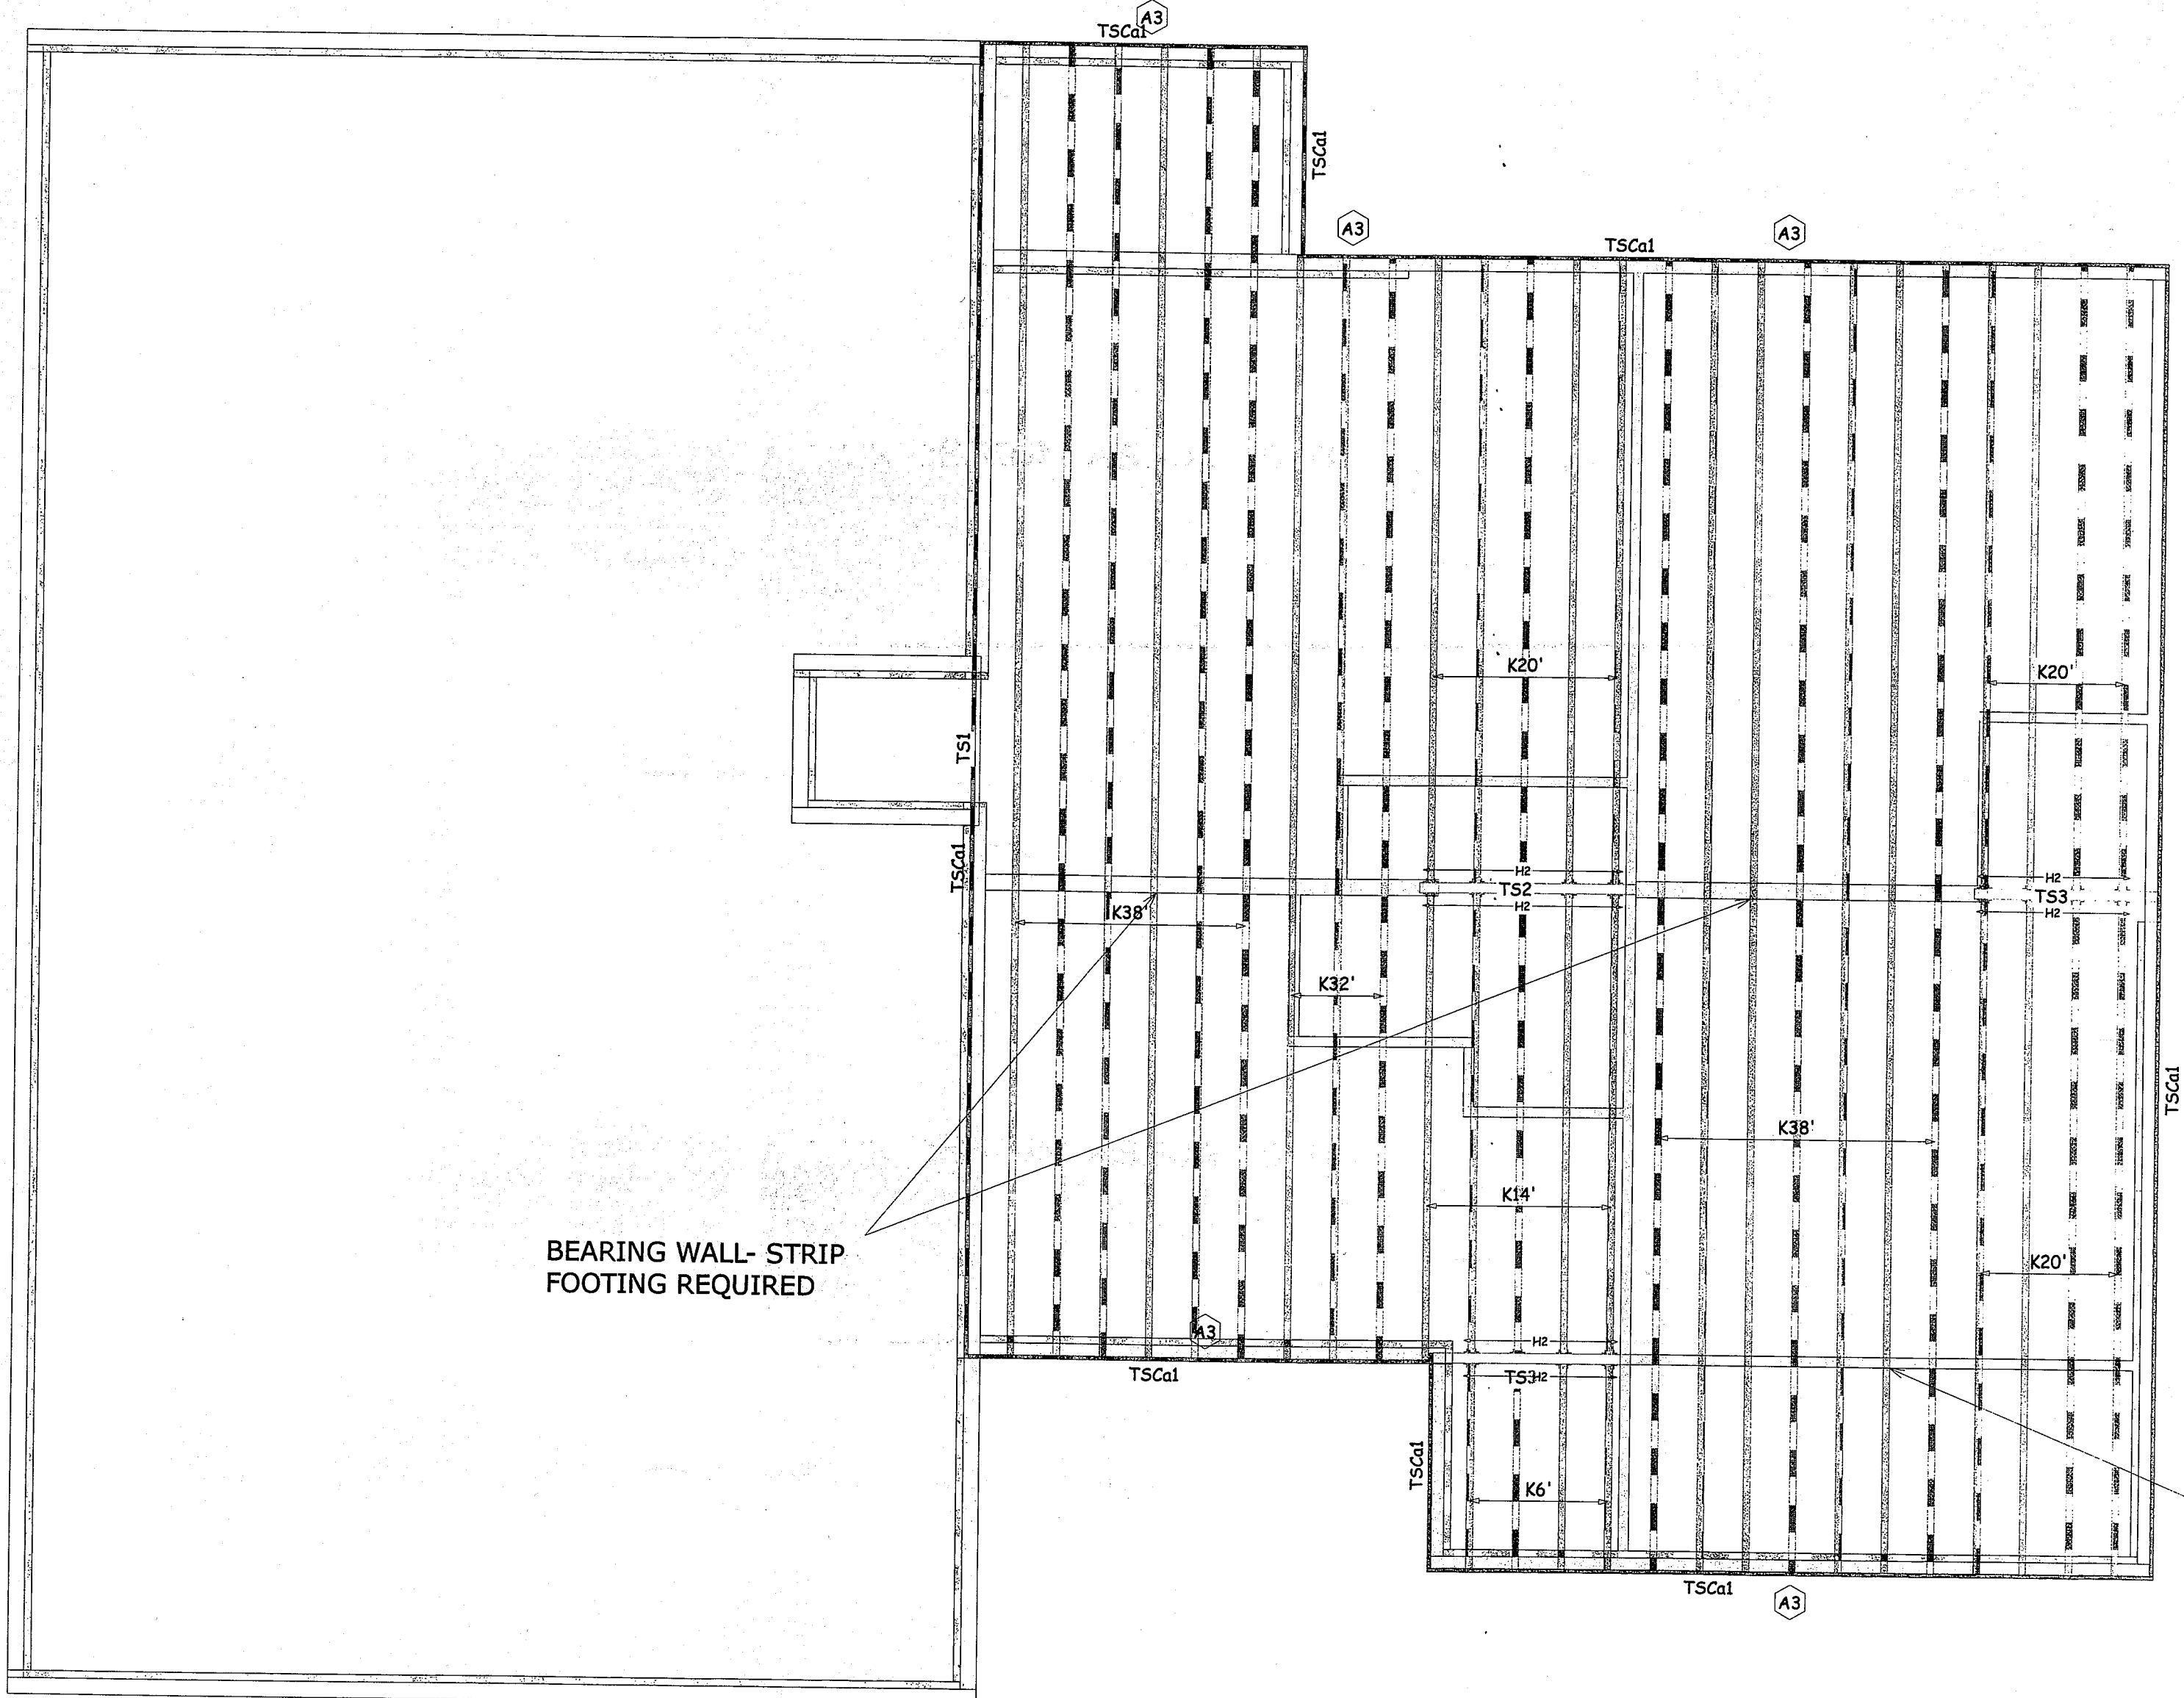 A3
TSCa1
TSCa1
A3
A3
TSCa1
K20'
K20'
TS1
TSCa1
H2
TS2
H2
H2
TS3
H2
K38'
K32'
TSCa1
K38'
K14'
BEARING WALL- STRIP
FOOTING REQUIRED
K20'
A3
H2
TSCa1
TS3
H2
TSCa1
K6'
TSCa1
A3